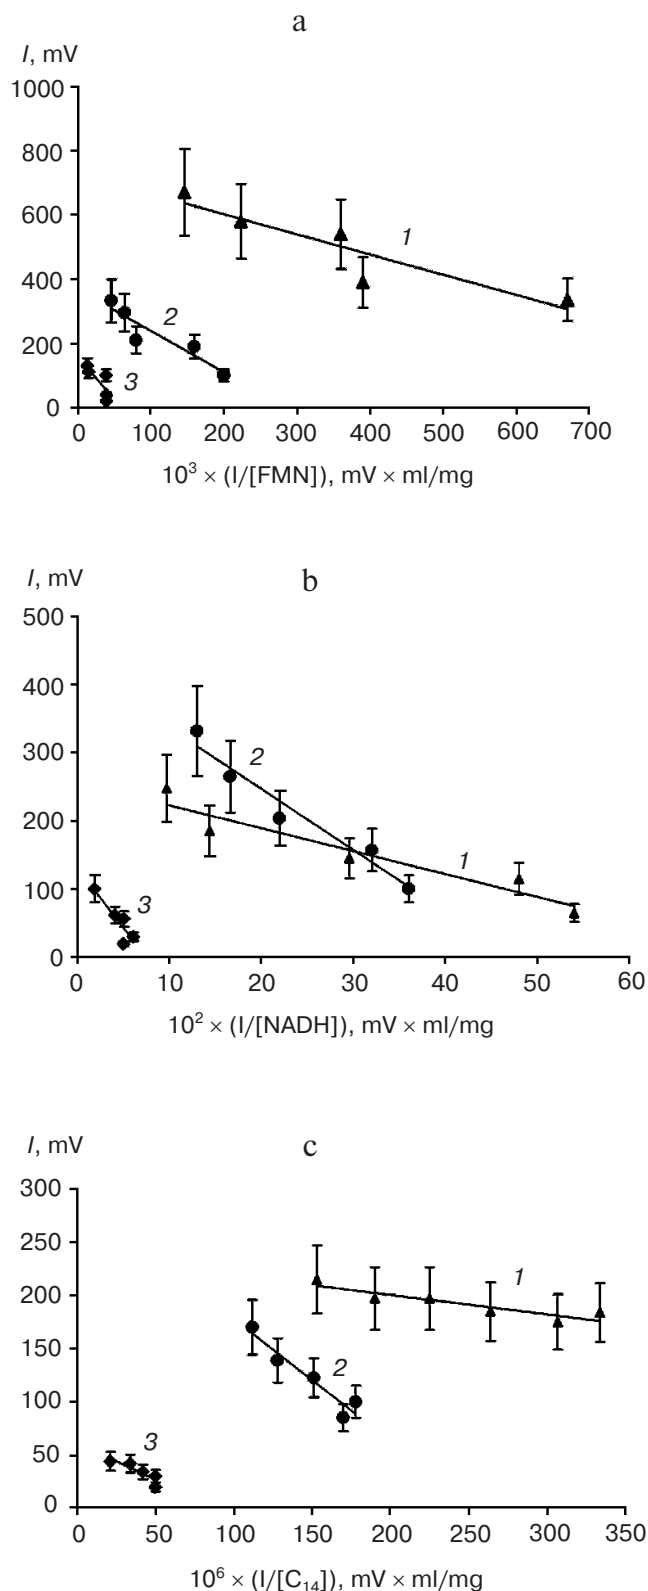 a
I, mV
1000
800
600
400
200
0
1
2
3
0 100 200 300 400 500 600 700
10³ × (I/[FMN]), mV × ml/mg
b
I, mV
500
400
300
200
100
0
2
1
3
0 10 20 30 40 50 60
10² × (I/[NADH]), mV × ml/mg
c
I, mV
300
250
200
150
100
50
0
1
2
3
0 50 100 150 200 250 300 350
10⁶ × (I/[C₁₄]), mV × ml/mg